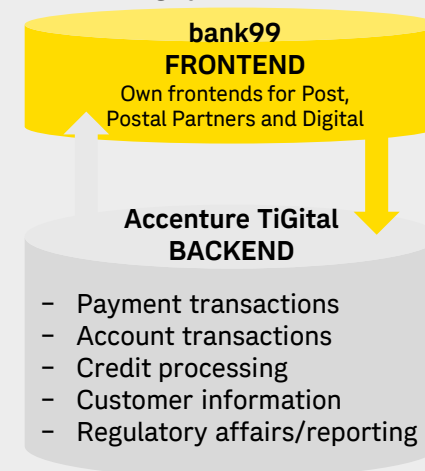 bank99
FRONTEND
Own frontends for Post,
Postal Partners and Digital
Accenture TiGital
BACKEND
– Payment transactions
– Account transactions
– Credit processing
– Customer information
– Regulatory affairs/reporting